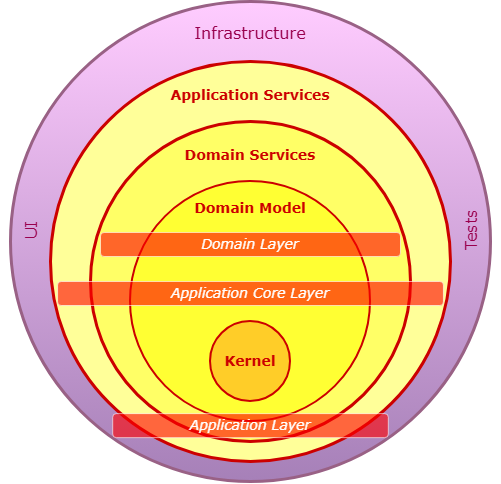 Infrastructure
Application Services
Domain Services
Domain Model
UI
Tests
Domain Layer
Application Core Layer
Kernel
Application Layer